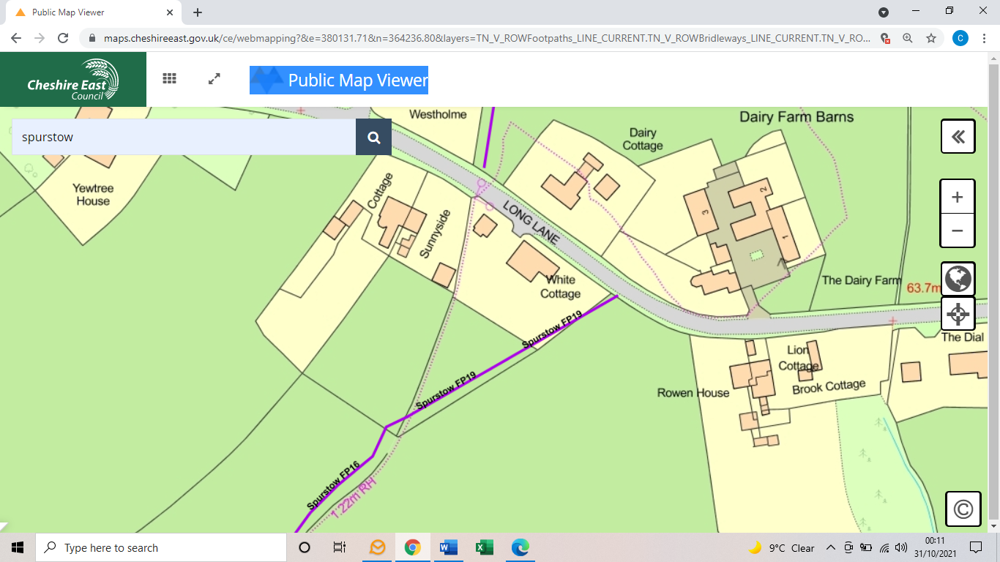 Public Map Viewer
maps.cheshireeast.gov.uk/ce/webmapping?&e=380131.71&n=364236.80&layers=TN_V_ROWFootpaths_LINE_CURRENT.TN_V_ROWBridleways_LINE_CURRENT.TN_V_RO...
C
Cheshire East
Council
Public Map Viewer
spurstow
Westholme
Dairy Farm Barns
Dairy
Cottage
Yewtree
House
Cottage
Sunnyside
LONG LANE
2
3
1
White
Cottage
The Dairy Farm
63.7m
Spurstow FP19
Spurstow FP19
The Dial
Lion
Cottage
Rowen House
Brook Cottage
Spurstow FP16
1.22m RH
«
+
−
©
Type here to search
9°C Clear
00:11
31/10/2021